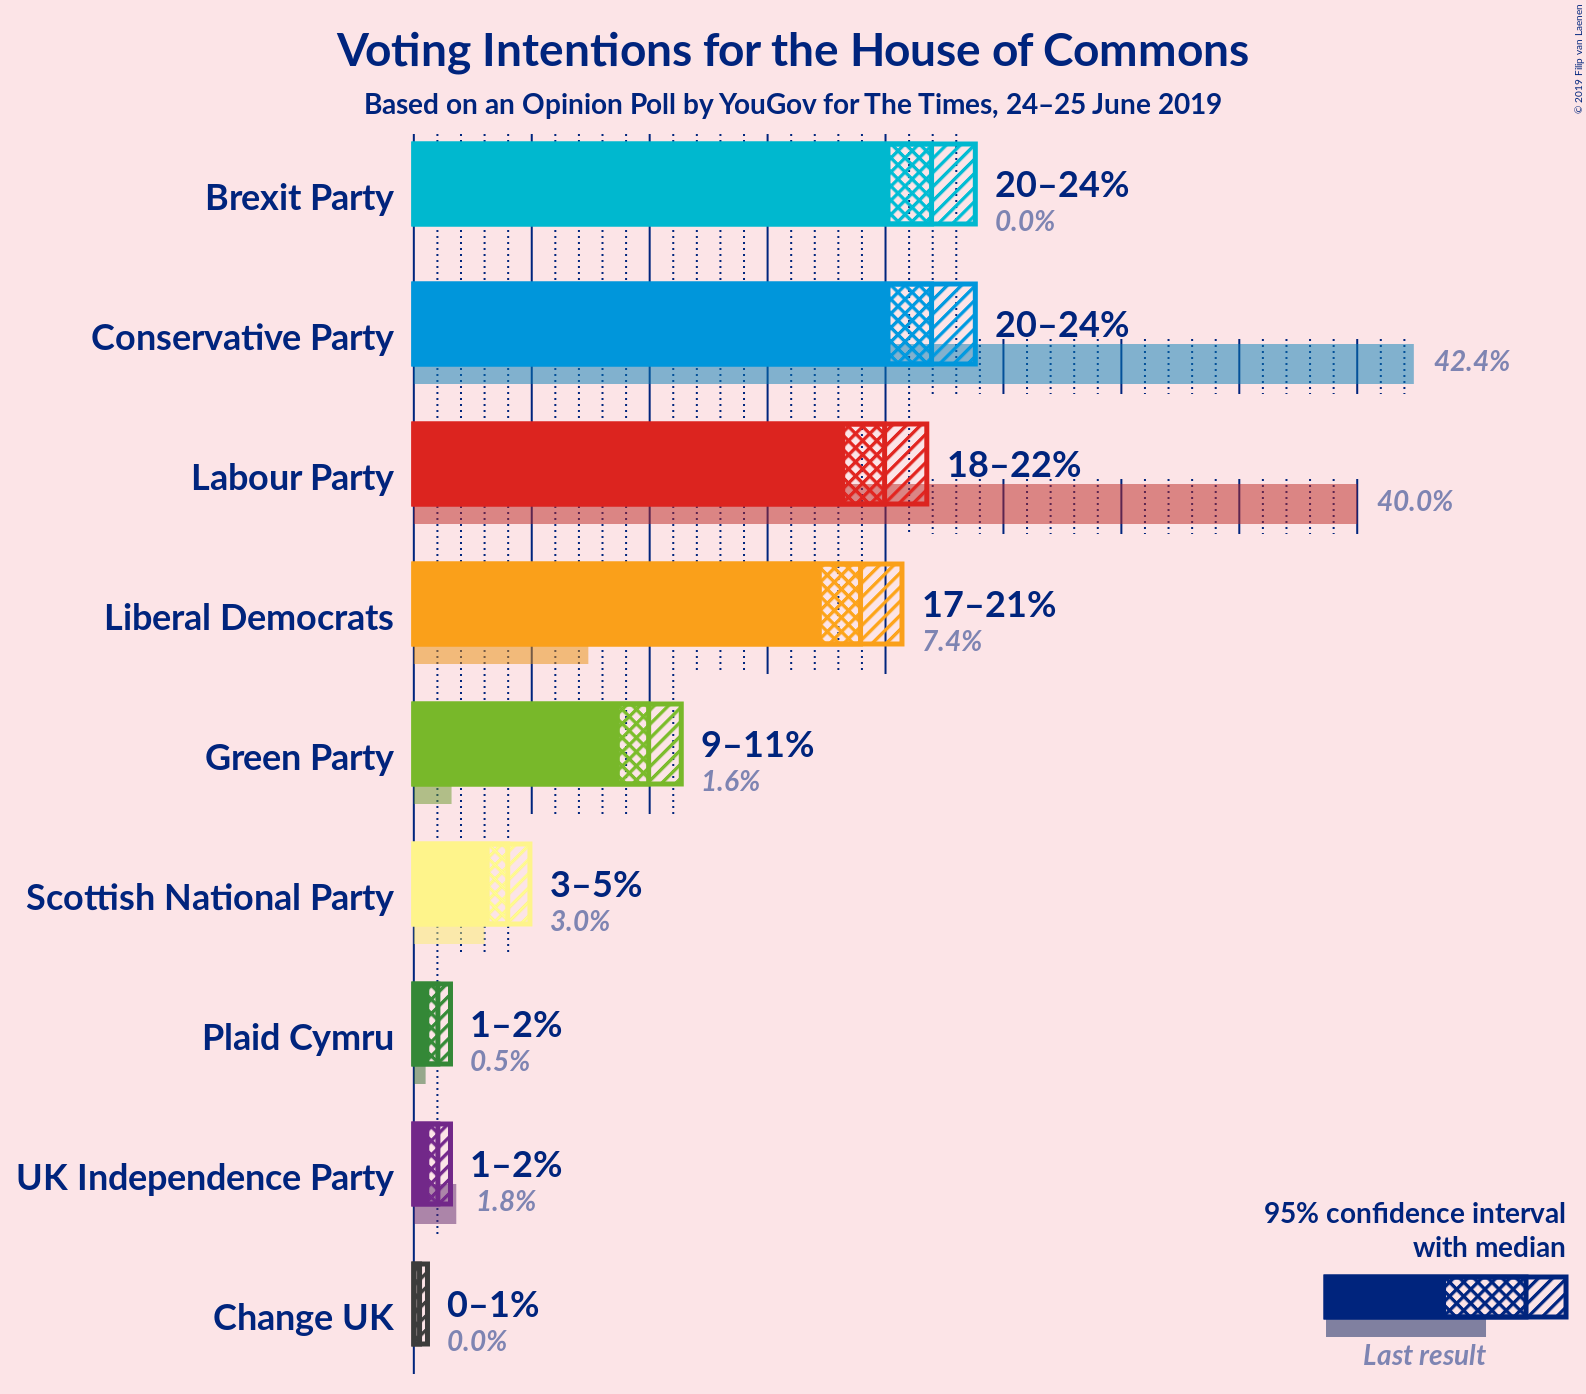 Voting Intentions for the House of Commons
Based on an Opinion Poll by YouGov for The Times, 24–25 June 2019
© 2019 Filip van Laenen
Brexit Party
20–24%
0.0%
Conservative Party
20–24%
42.4%
Labour Party
18–22%
40.0%
Liberal Democrats
17–21%
7.4%
Green Party
9–11%
1.6%
Scottish National Party
3–5%
3.0%
Plaid Cymru
1–2%
0.5%
UK Independence Party
1–2%
1.8%
Change UK
0–1%
0.0%
95% confidence interval
with median
Last result